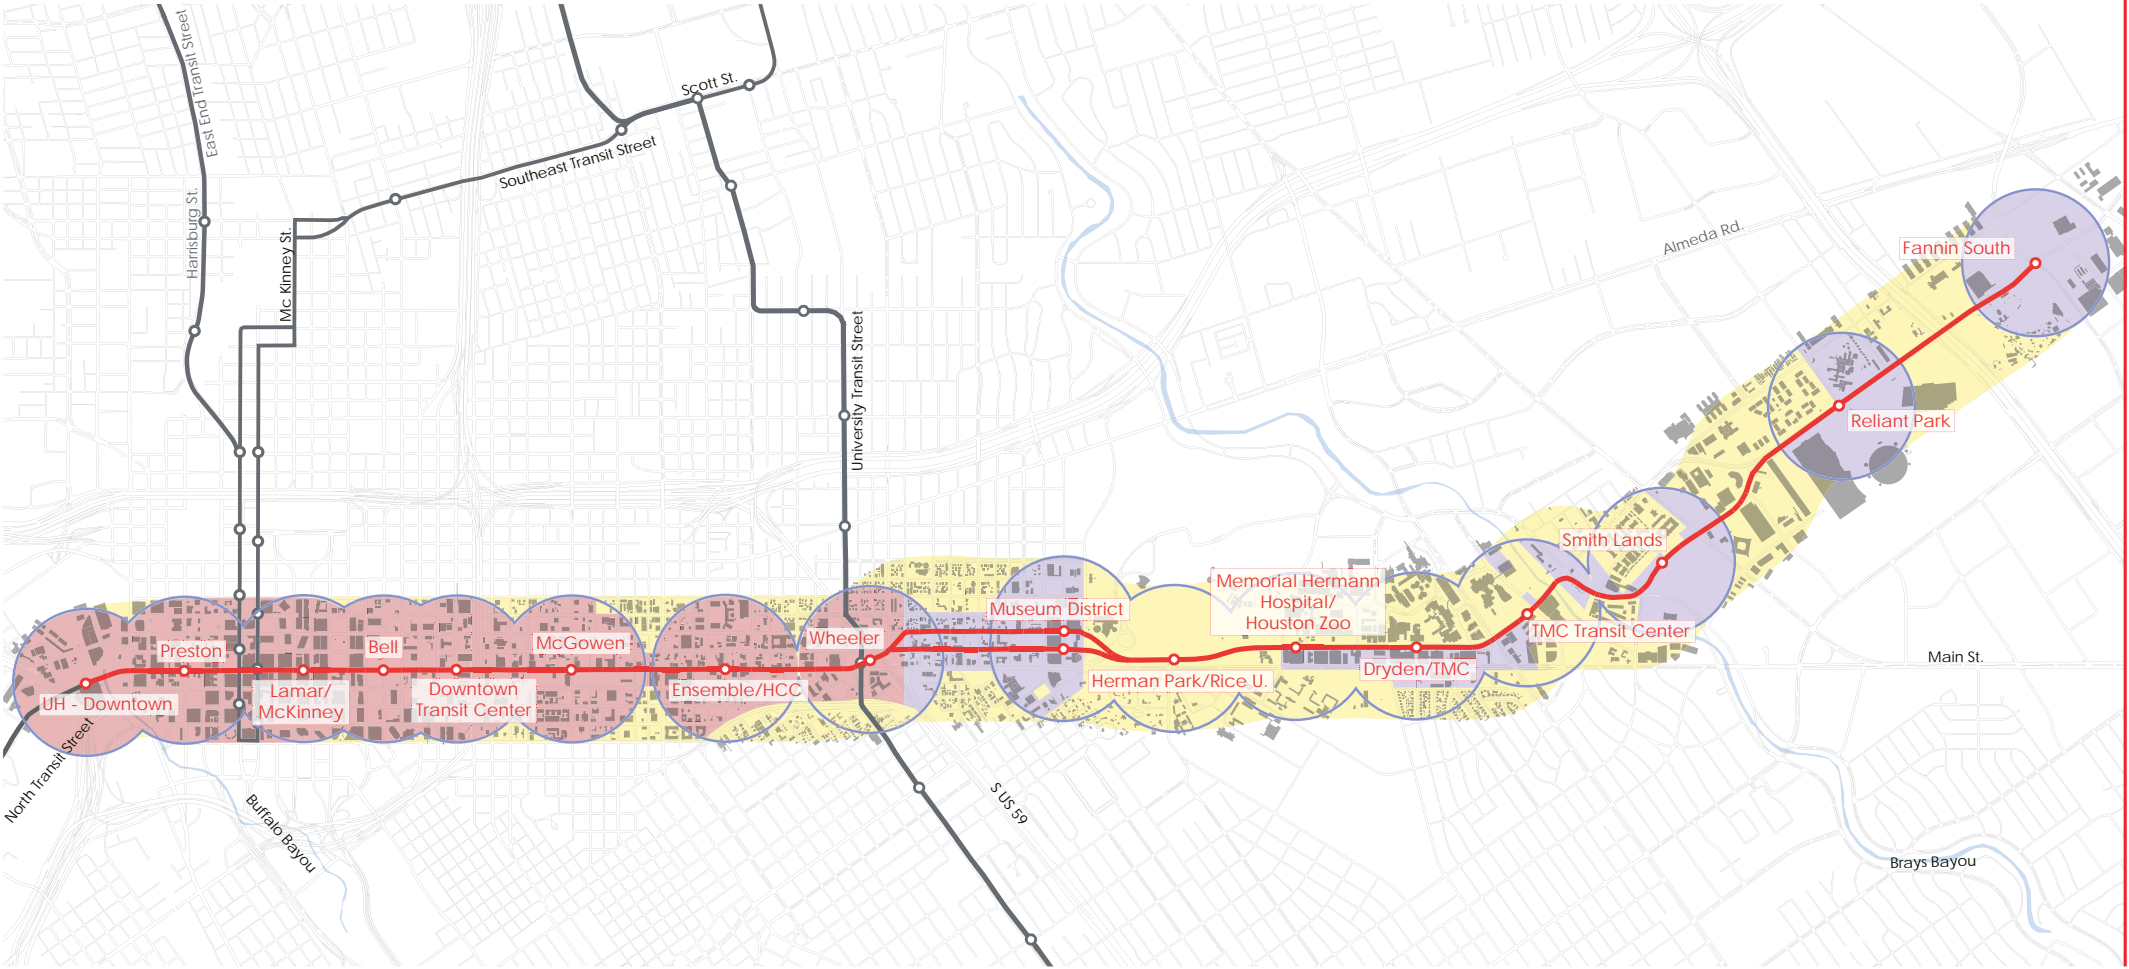 East End Transit Street
Scott St.
Southeast Transit Street
Harrisburg St.
Mc Kinney St.
University Transit Street
Almeda Rd.
Fannin South
Reliant Park
Smith Lands
Memorial Hermann
Hospital/
Houston Zoo
Museum District
TMC Transit Center
Wheeler
McGowen
Bell
Preston
Main St.
Dryden/TMC
Herman Park/Rice U.
Ensemble/HCC
Downtown
Transit Center
Lamar/
McKinney
UH - Downtown
North Transit Street
Buffalo Bayou
S US 59
Brays Bayou